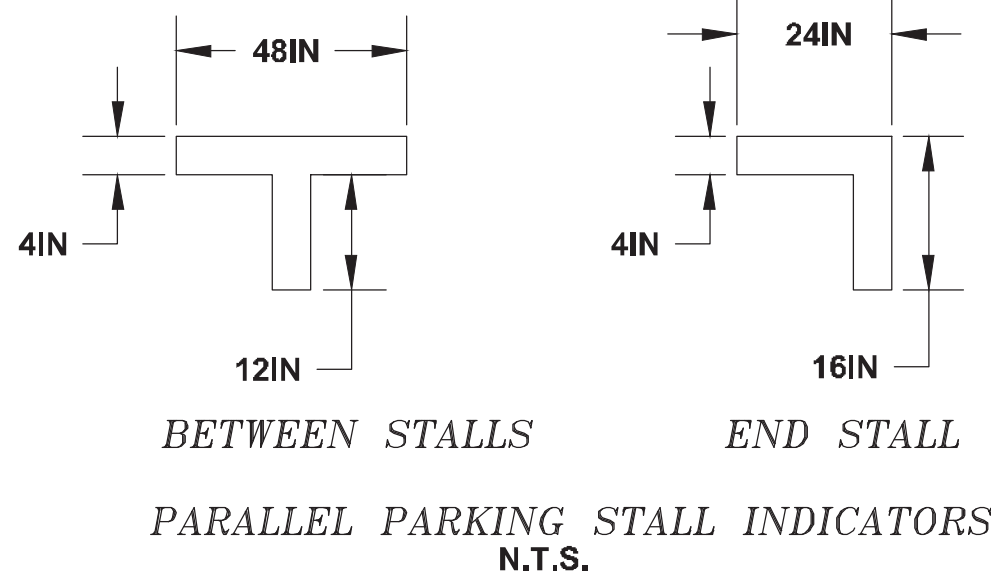 48IN
24IN
4IN
4IN
12IN
16IN
BETWEEN STALLS
END STALL
PARALLEL PARKING STALL INDICATORS
N.T.S.